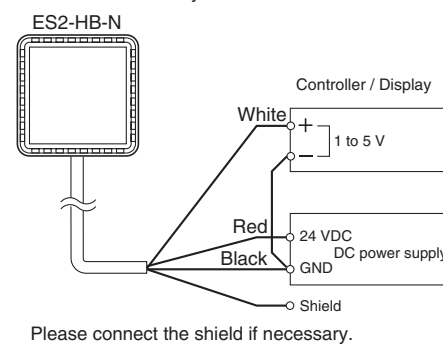 ES2-HB-N
Controller / Display
White
+
1 to 5 V
−
Red
24 VDC
DC power supply
Black
GND
Shield
Please connect the shield if necessary.